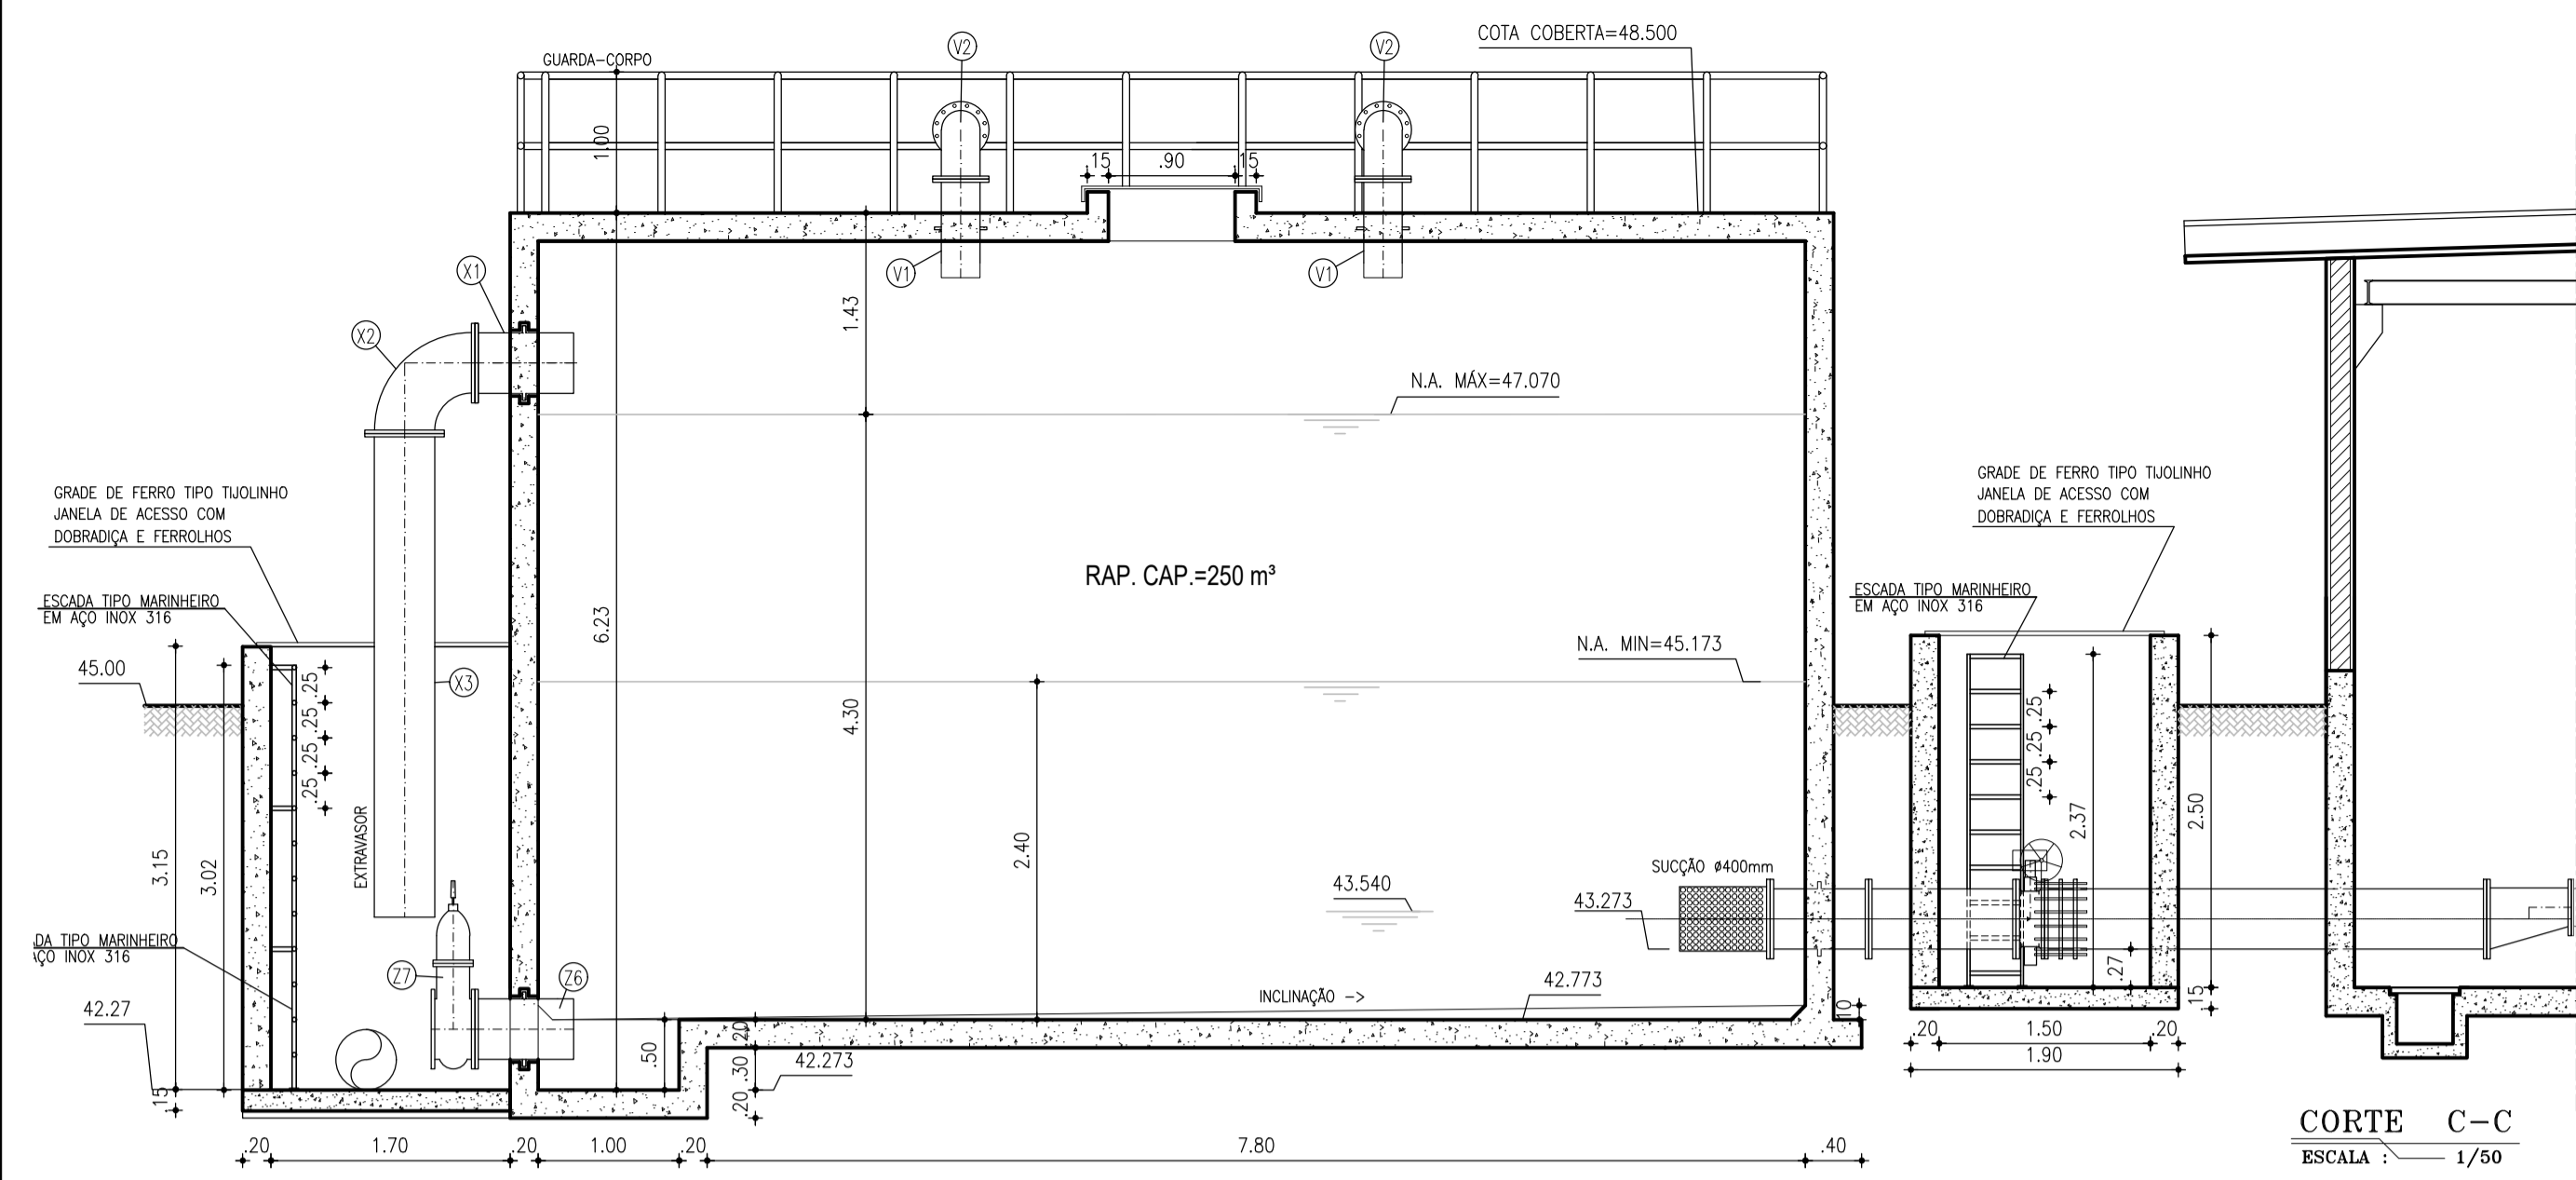 COTA COBERTA=48.500
V2
V2
GUARDA-CORPO
1.00
.15
.90
.15
X1
V1
V1
1.43
X2
N.A. MÁX=47.070
GRADE DE FERRO TIPO TIJOLINHO
JANELA DE ACESSO COM
DOBRADIÇA E FERROLHOS
GRADE DE FERRO TIPO TIJOLINHO
JANELA DE ACESSO COM
DOBRADIÇA E FERROLHOS
RAP. CAP.=250 m³
ESCADA TIPO MARINHEIRO
EM AÇO INOX 316
ESCADA TIPO MARINHEIRO
EM AÇO INOX 316
6.23
N.A. MIN=45.173
45.00
X3
.25
.25
.25
.25
4.30
.25
.25
.25
2.37
2.50
EXTRAVASOR
3.15
3.02
2.40
SUCÇÃO ø400mm
43.540
43.273
DA TIPO MARINHEIRO
AÇO INOX 316
Z7
Z6
.27
INCLINAÇÃO ->
42.773
42.27
.10
.15
.20
.50
.30
42.273
.20
.15
.20
1.50
.20
1.90
.20
1.70
.20
1.00
.20
7.80
.40
CORTE C-C
ESCALA : 1/50